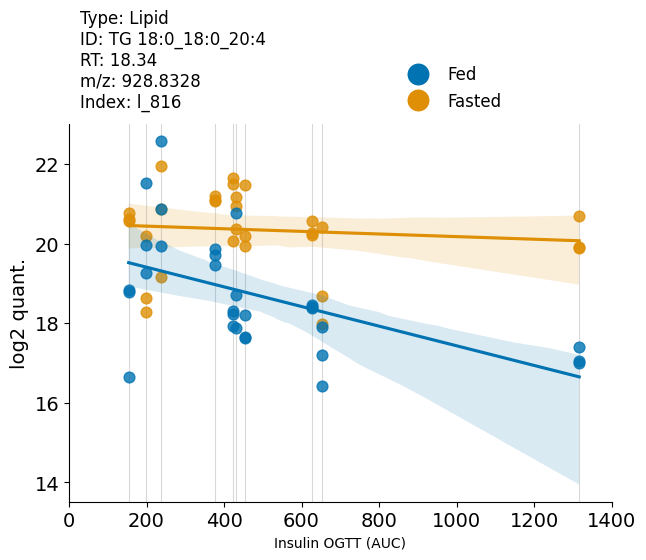 Type: Lipid
ID: TG 18:0_18:0_20:4
RT: 18.34
m/z: 928.8328
Index: l_816
Fed
Fasted
22
20
18
16
14
log2 quant.
0 200 400 600 800 1000 1200 1400
Insulin OGTT (AUC)